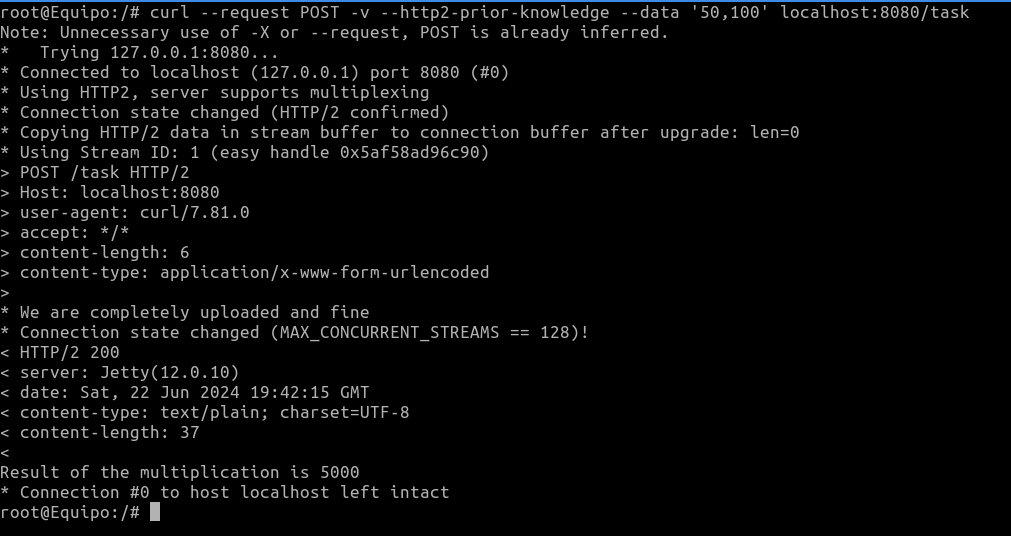 root@Equipo:/# curl --request POST -v --http2-prior-knowledge --data '50,100' localhost:8080/task
Note: Unnecessary use of -X or --request, POST is already inferred.
*   Trying 127.0.0.1:8080...
* Connected to localhost (127.0.0.1) port 8080 (#0)
* Using HTTP2, server supports multiplexing
* Connection state changed (HTTP/2 confirmed)
* Copying HTTP/2 data in stream buffer to connection buffer after upgrade: len=0
* Using Stream ID: 1 (easy handle 0x5af58ad96c90)
> POST /task HTTP/2
> Host: localhost:8080
> user-agent: curl/7.81.0
> accept: */*
> content-length: 6
> content-type: application/x-www-form-urlencoded
>
* We are completely uploaded and fine
* Connection state changed (MAX_CONCURRENT_STREAMS == 128)!
< HTTP/2 200
< server: Jetty(12.0.10)
< date: Sat, 22 Jun 2024 19:42:15 GMT
< content-type: text/plain; charset=UTF-8
< content-length: 37
<
Result of the multiplication is 5000
* Connection #0 to host localhost left intact
root@Equipo:/#